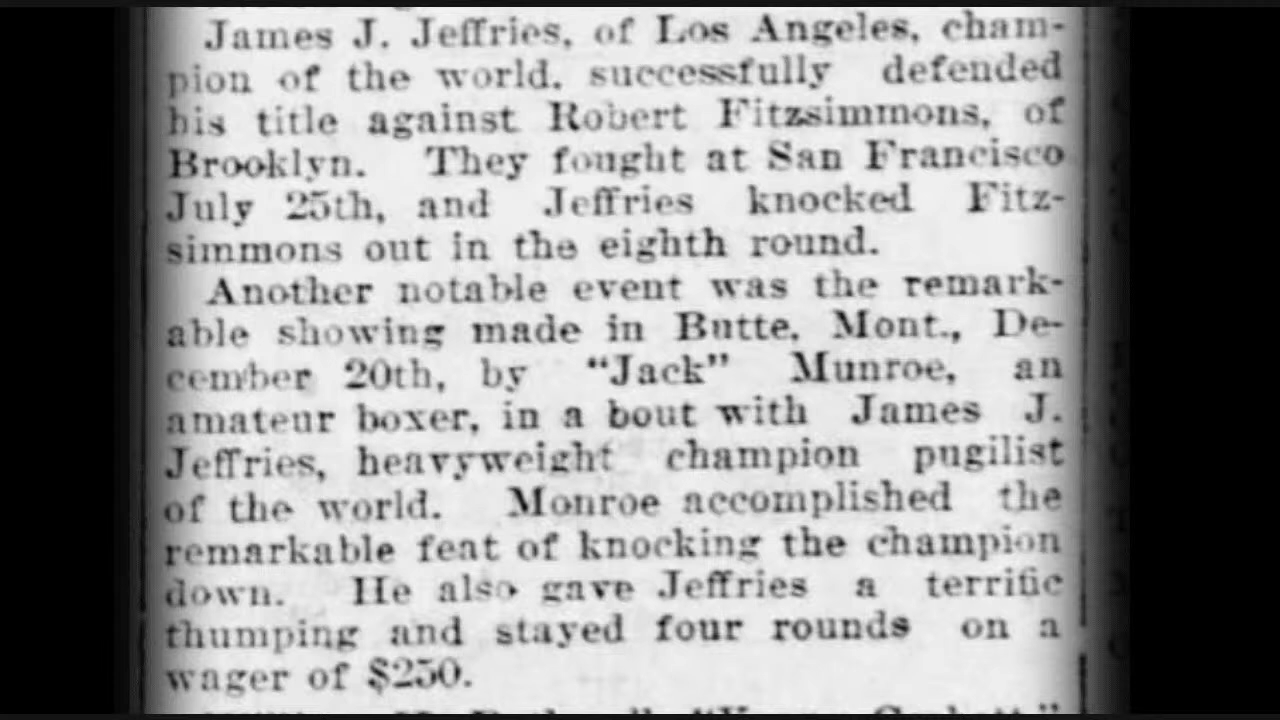 James J. Jeffries, of Los Angeles, cham-
pion of the world, successfully defended
his title against Robert Fitzsimmons, of
Brooklyn. They fought at San Francisco
July 25th, and Jeffries knocked Fitz-
simmons out in the eighth round.
Another notable event was the remark-
able showing made in Butte, Mont., De-
cember 20th, by "Jack" Munroe, an
amateur boxer, in a bout with James J.
Jeffries, heavyweight champion pugilist
of the world. Monroe accomplished the
remarkable feat of knocking the champion
down. He also gave Jeffries a terrific
thumping and stayed four rounds on a
wager of $250.